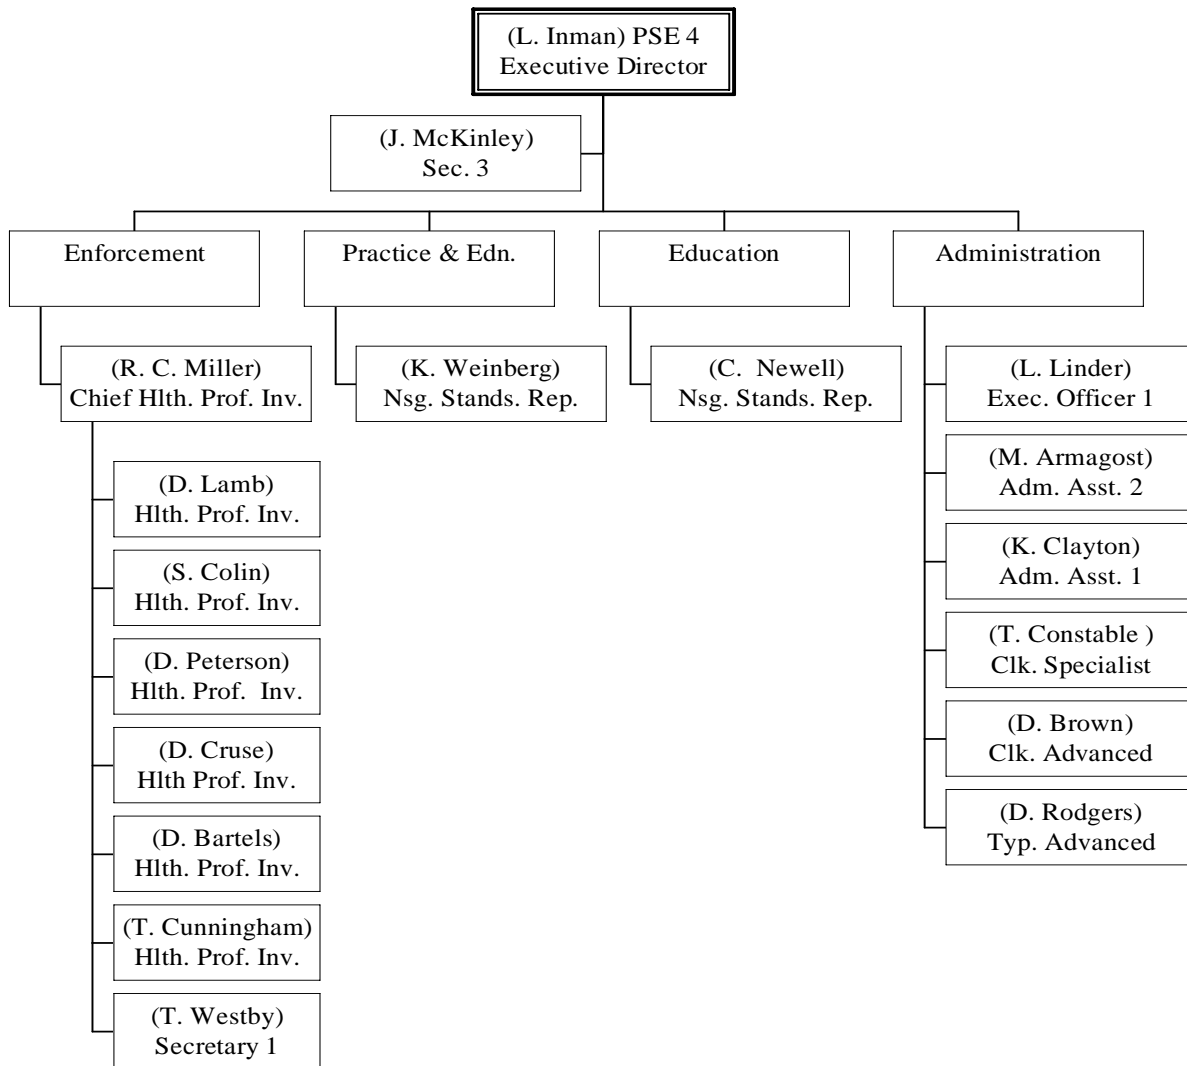 (L. Inman) PSE 4
Executive Director
(J. McKinley)
Sec. 3
Enforcement
Practice & Edn.
Education
Administration
(R. C. Miller)
Chief Hlth. Prof. Inv.
(K. Weinberg)
Nsg. Stands. Rep.
(C.  Newell)
Nsg. Stands. Rep.
(L. Linder)
Exec. Officer 1
(D. Lamb)
Hlth. Prof. Inv.
(S. Colin)
Hlth. Prof. Inv.
(D. Peterson)
Hlth. Prof.  Inv.
(D. Cruse)
Hlth Prof. Inv.
(D. Bartels)
Hlth. Prof. Inv.
(T. Cunningham)
Hlth. Prof. Inv.
(T. Westby)
Secretary 1
(M. Armagost)
Adm. Asst. 2
(K. Clayton)
Adm. Asst. 1
(T. Constable )
Clk. Specialist
(D. Brown)
Clk. Advanced
(D. Rodgers)
Typ. Advanced